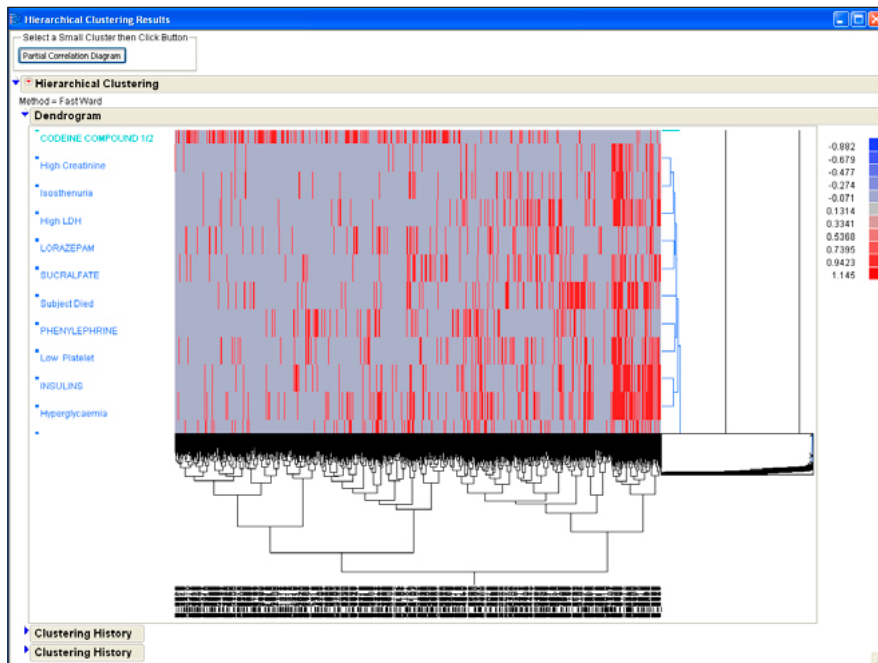 Hierarchical Clustering Results
Select a Small Cluster then Click Button
Partial Correlation Diagram
Hierarchical Clustering
Method = Fast Ward
Dendrogram
CODEINE COMPOUND 1/2
High Creatinine
Isosthenuria
High LDH
LORAZEPAM
SUCRALFATE
Subject Died
PHENYLEPHRINE
Low Platelet
INSULINS
Hyperglycaemia
-0.882
-0.679
-0.477
-0.274
-0.071
0.1314
0.3341
0.5368
0.7395
0.9423
1.145
Clustering History
Clustering History